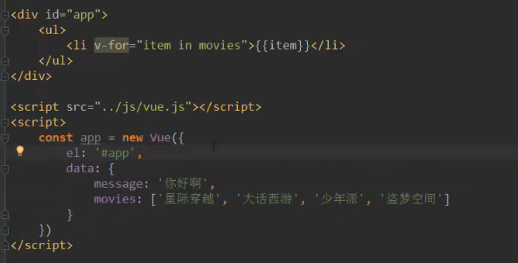 <div id="app">
<ul>
<li v-for="item in movies">{{item}}</li>
</ul>
</div>
<script src="../js/vue.js"></script>
<script>
const app = new Vue({
el: '#app',
data: {
message: '你好啊',
movies: ['星际穿越', '大话西游', '少年派', '盗梦空间']
}
})
</script>